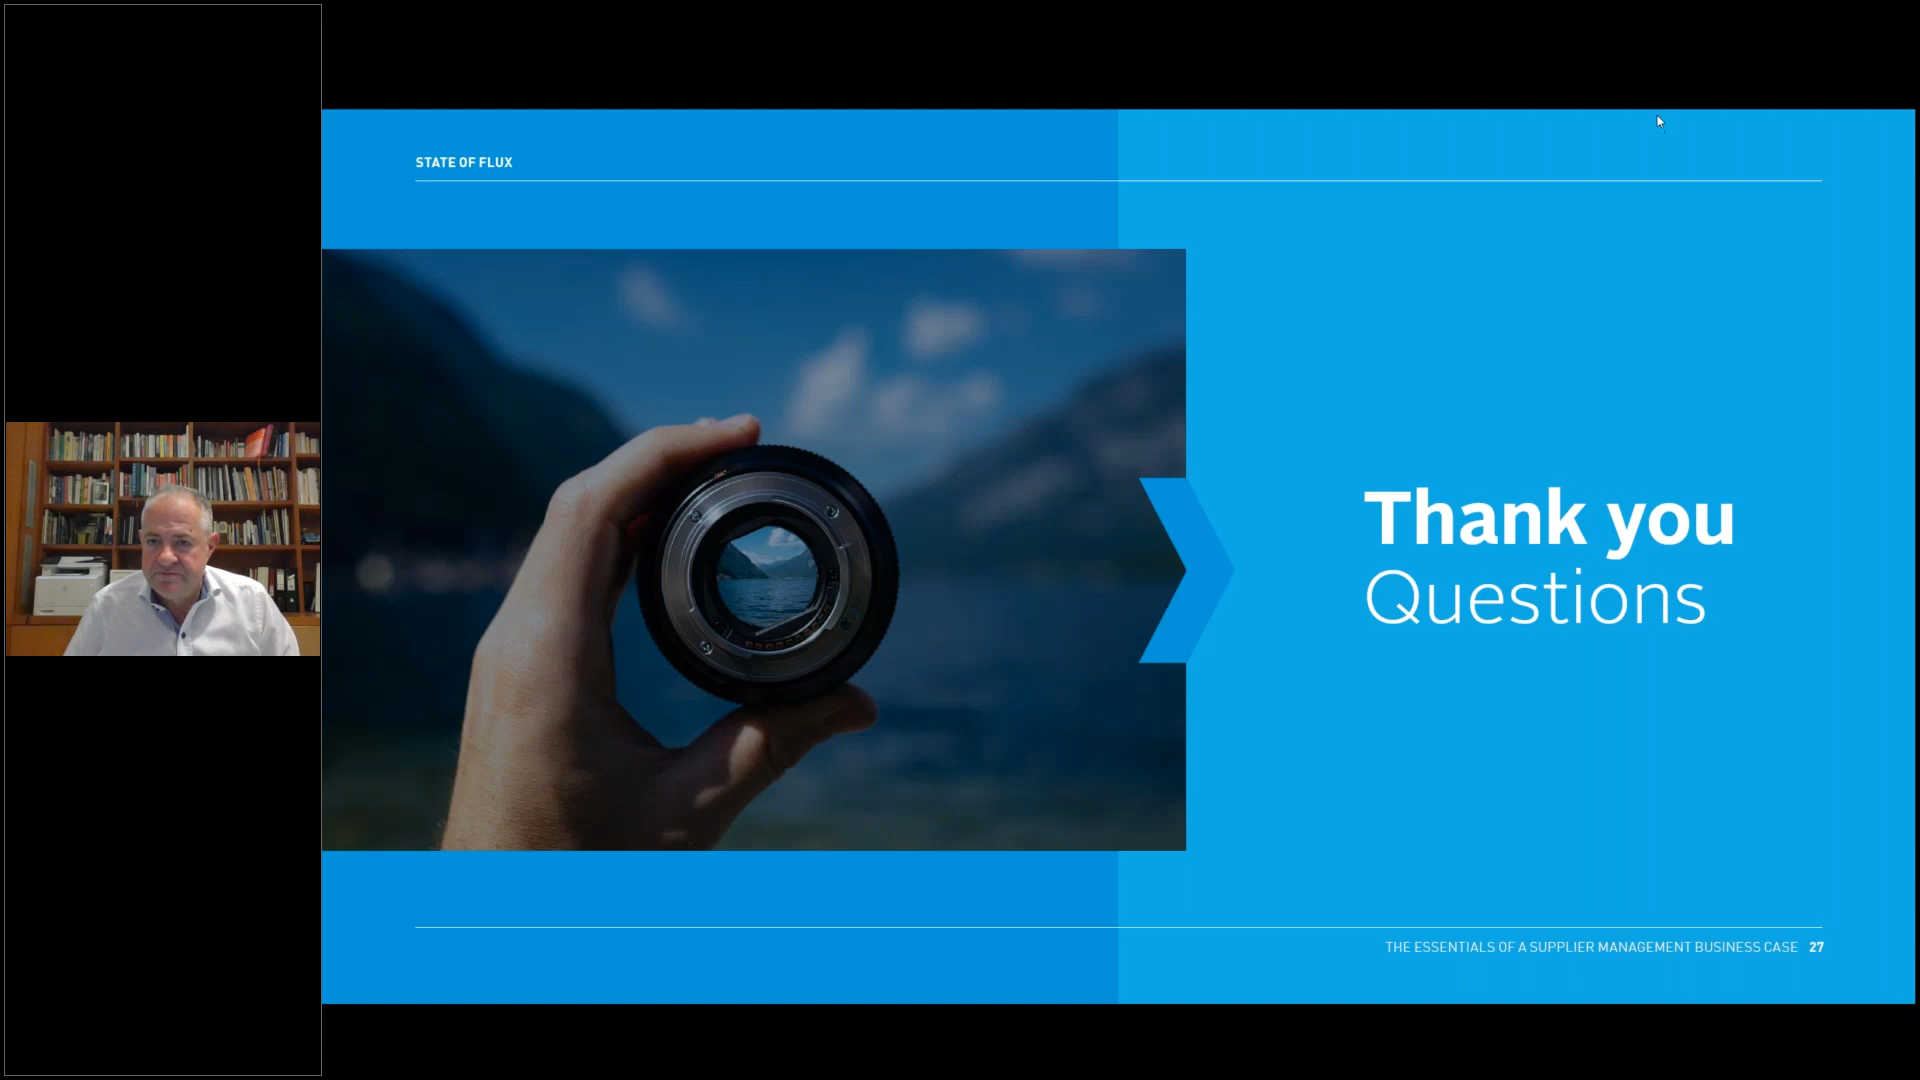 STATE OF FLUX
Thank you
Questions
THE ESSENTIALS OF A SUPPLIER MANAGEMENT BUSINESS CASE 27